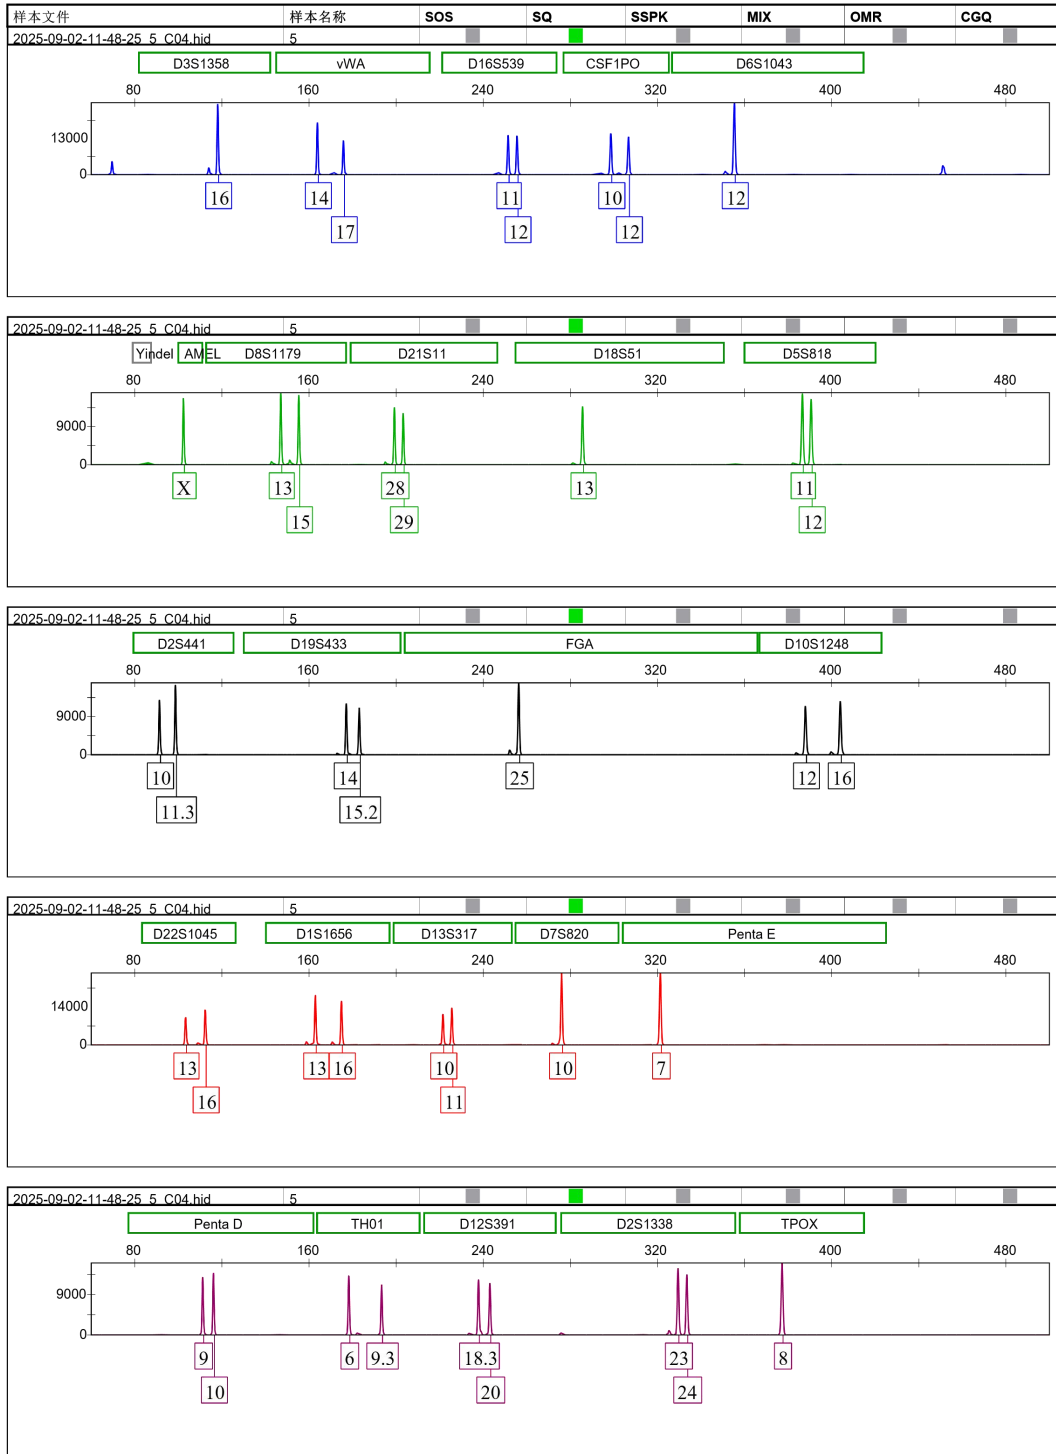 样本文件 样本名称 SOS SQ SSPK MIX OMR CGQ
2025-09-02-11-48-25_5_C04.hid 5
D3S1358 vWA D16S539 CSF1PO D6S1043
80 160 240 320 400 480
13000
0
16 14 11 10 12
17 12 12
2025-09-02-11-48-25_5_C04.hid 5
Yindel AMEL D8S1179 D21S11 D18S51 D5S818
80 160 240 320 400 480
9000
0
X 13 28 13 11
15 29 12
2025-09-02-11-48-25_5_C04.hid 5
D2S441 D19S433 FGA D10S1248
80 160 240 320 400 480
9000
0
10 14 25 12 16
11.3 15.2
2025-09-02-11-48-25_5_C04.hid 5
D22S1045 D1S1656 D13S317 D7S820 Penta E
80 160 240 320 400 480
14000
0
13 13 16 10 10 7
16 11
2025-09-02-11-48-25_5_C04.hid 5
Penta D TH01 D12S391 D2S1338 TPOX
80 160 240 320 400 480
9000
0
9 6 9.3 18.3 23 8
10 20 24